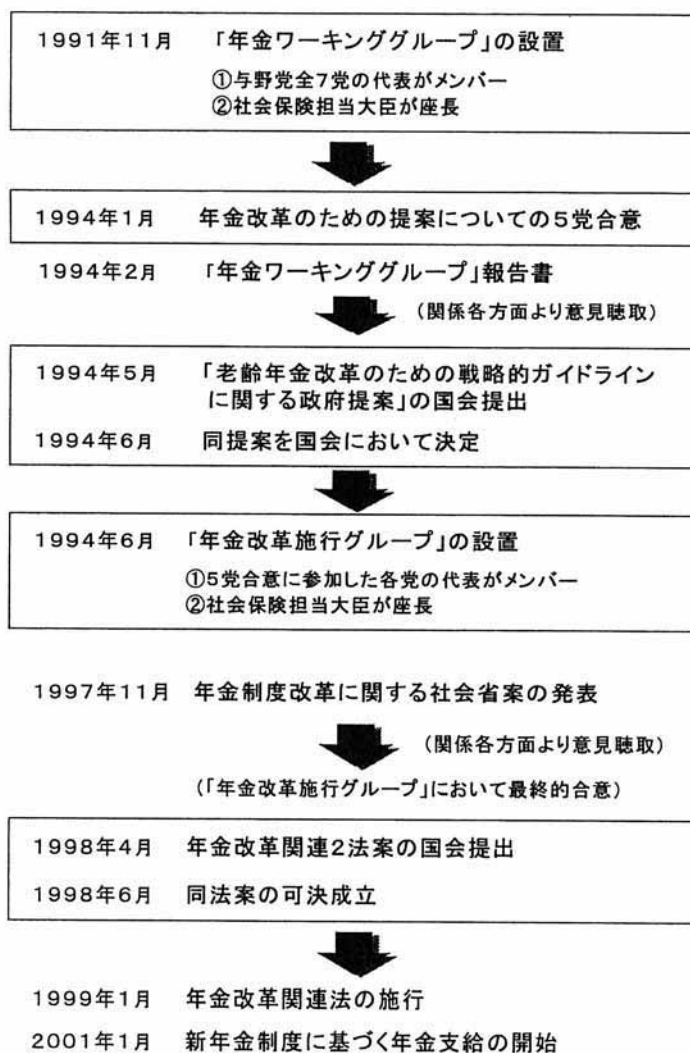 1991年11月　「年金ワーキンググループ」の設置
①与野党全7党の代表がメンバー
②社会保険担当大臣が座長
1994年1月　年金改革のための提案についての5党合意
1994年2月　「年金ワーキンググループ」報告書
(関係各方面より意見聴取)
1994年5月　「老齢年金改革のための戦略的ガイドライン
に関する政府提案」の国会提出
1994年6月　同提案を国会において決定
1994年6月　「年金改革施行グループ」の設置
①5党合意に参加した各党の代表がメンバー
②社会保険担当大臣が座長
1997年11月　年金制度改革に関する社会省案の発表
(関係各方面より意見聴取)
(「年金改革施行グループ」において最終的合意)
1998年4月　年金改革関連2法案の国会提出
1998年6月　同法案の可決成立
1999年1月　年金改革関連法の施行
2001年1月　新年金制度に基づく年金支給の開始